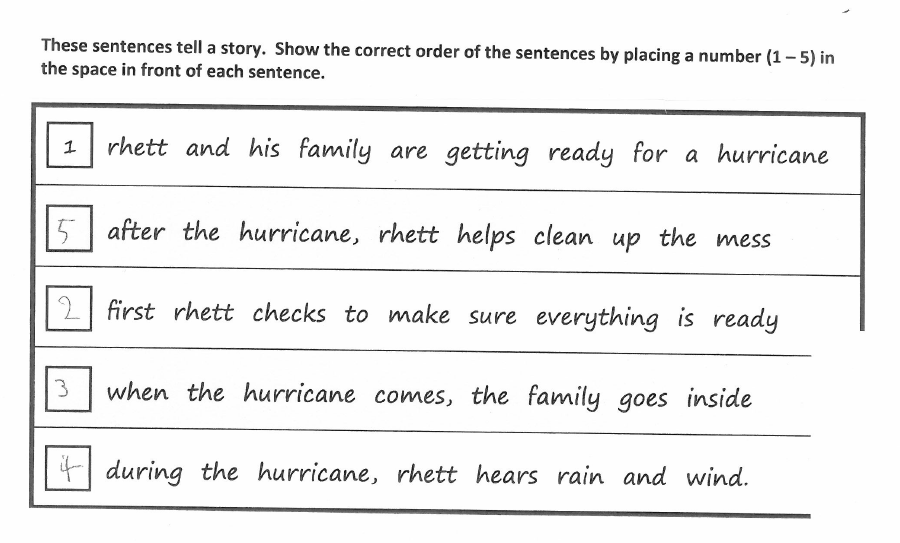 These sentences tell a story. Show the correct order of the sentences by placing a number (1 – 5) in
the space in front of each sentence.
1 rhett and his family are getting ready for a hurricane
5 after the hurricane, rhett helps clean up the mess
2 first rhett checks to make sure everything is ready
3 when the hurricane comes, the family goes inside
4 during the hurricane, rhett hears rain and wind.